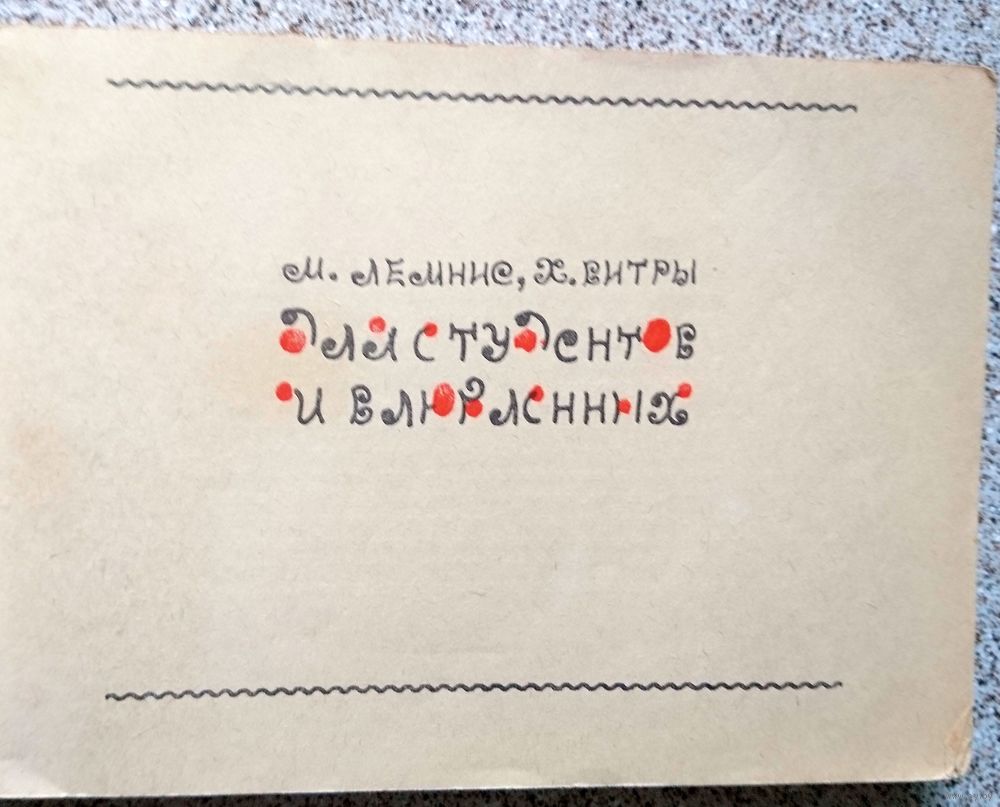 М. ЛЕМНИС, Х. ВИТРЫ
ДЛЯ СТУДЕНТОВ
И ВЛЮБЛЕННЫХ